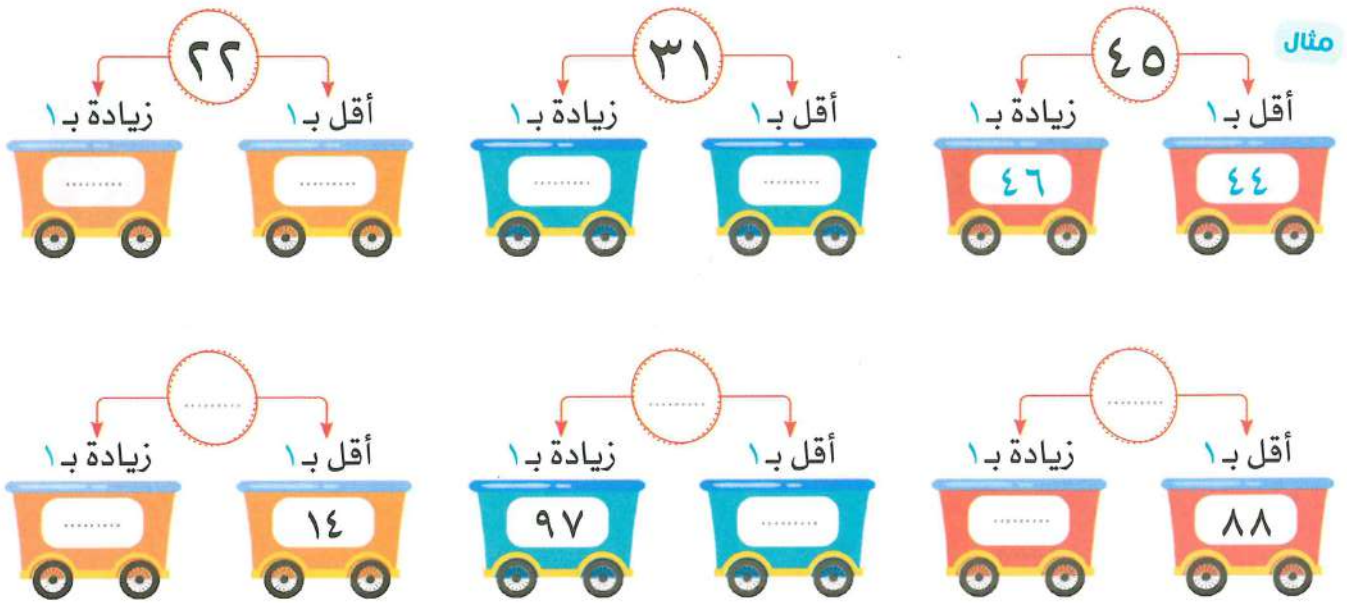 مثال
٤٥ ٣١ ٢٢
أقل بـ ١ زيادة بـ ١ أقل بـ ١ زيادة بـ ١ أقل بـ ١ زيادة بـ ١
٤٤ ٤٦ ......... ......... ......... .........
......... ......... .........
أقل بـ ١ زيادة بـ ١ أقل بـ ١ زيادة بـ ١ أقل بـ ١ زيادة بـ ١
٨٨ ......... ......... ٩٧ ١٤ .........